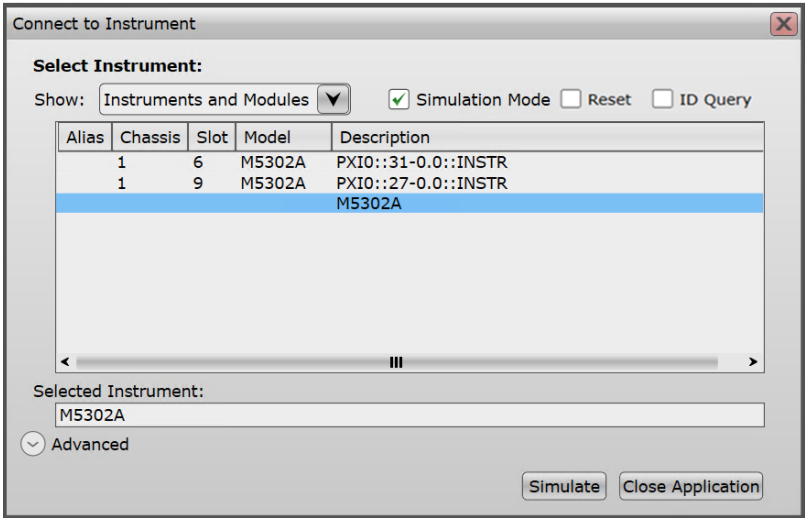 Connect to Instrument
Select Instrument:
Show: Instruments and Modules Simulation Mode Reset ID Query
Alias Chassis Slot Model Description
1 6 M5302A PXI0::31-0.0::INSTR
1 9 M5302A PXI0::27-0.0::INSTR
M5302A
Selected Instrument:
M5302A
Advanced
Simulate Close Application